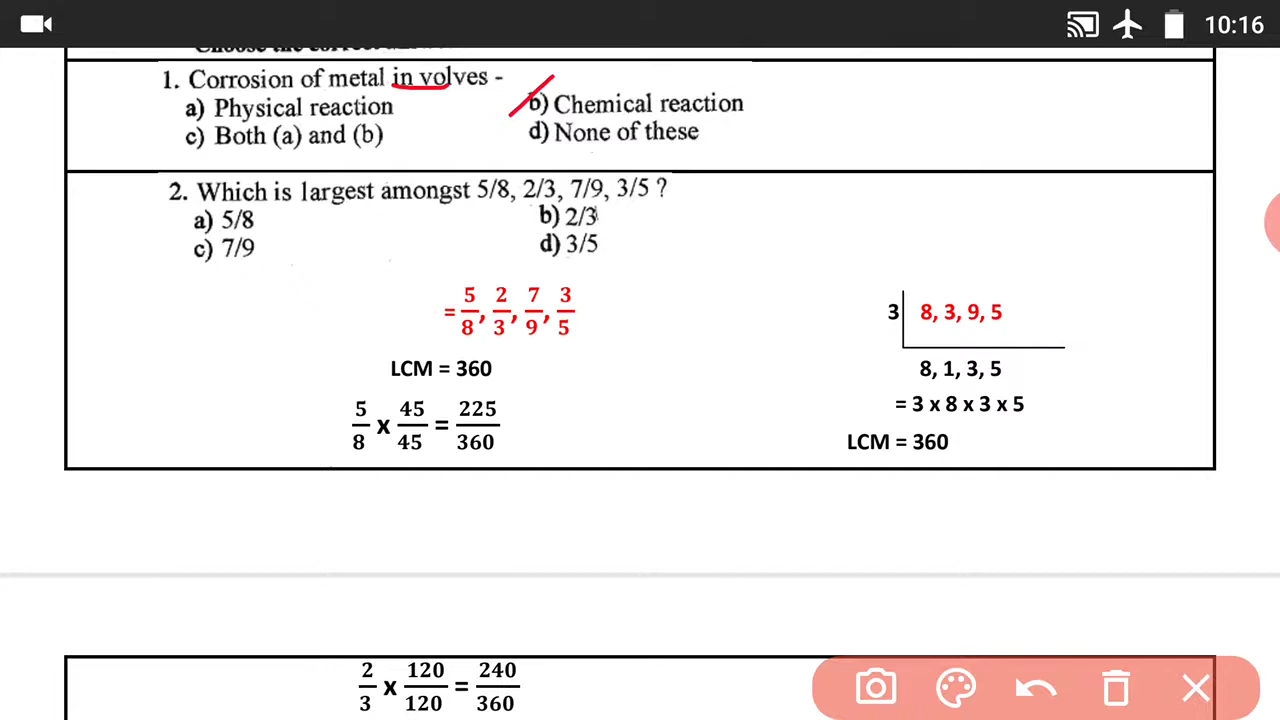 10:16
Choose the correct
1. Corrosion of metal in volves -
a) Physical reaction b) Chemical reaction
c) Both (a) and (b) d) None of these
2. Which is largest amongst 5/8, 2/3, 7/9, 3/5 ?
a) 5/8 b) 2/3
c) 7/9 d) 3/5
= 5/8, 2/3, 7/9, 3/5
LCM = 360
5/8 x 45/45 = 225/360
3 8, 3, 9, 5
8, 1, 3, 5
= 3 x 8 x 3 x 5
LCM = 360
2/3 x 120/120 = 240/360